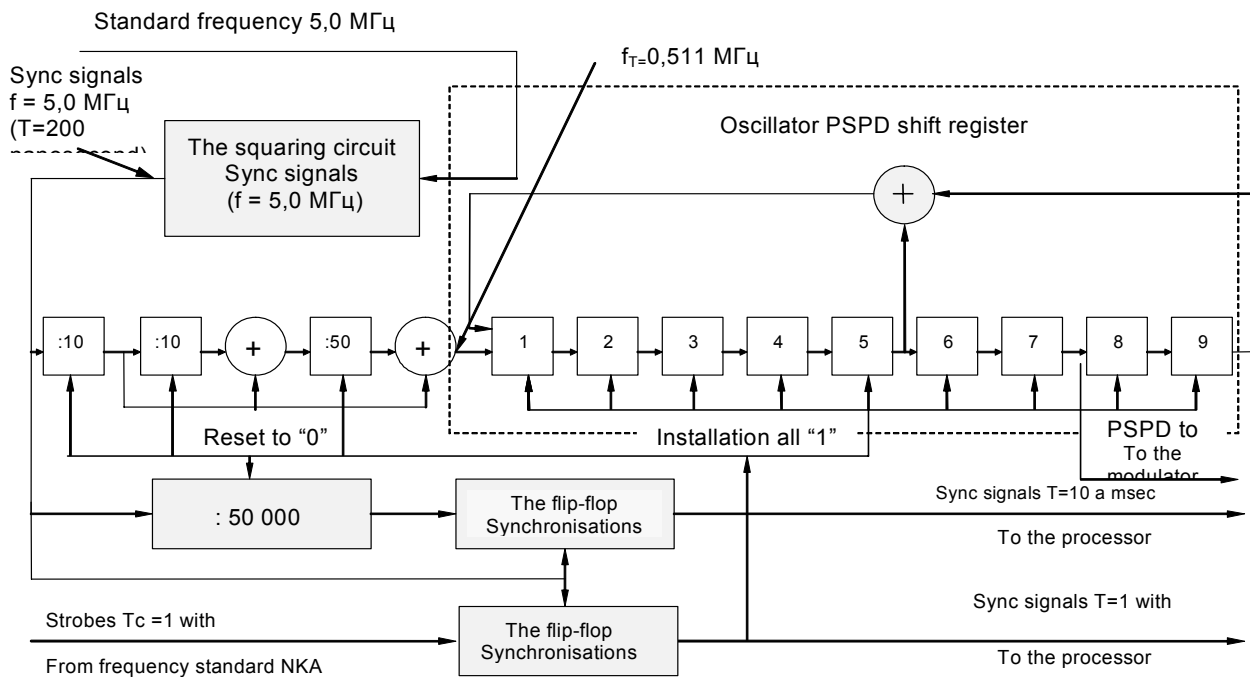 Standard frequency 5,0 МГц
Sync signals
f = 5,0 МГц
(T=200
nanosecond)
The squaring circuit
Sync signals
(f = 5,0 МГц)
fT=0,511 МГц
Oscillator PSPD shift register
+
:10
:10
+
:50
+
1
2
3
4
5
6
7
8
9
Reset to “0”
Installation all “1”
PSPD to
To the
modulator
: 50 000
The flip-flop
Synchronisations
Sync signals T=10 a msec
To the processor
Strobes Tc =1 with
From frequency standard NKA
The flip-flop
Synchronisations
Sync signals T=1 with
To the processor